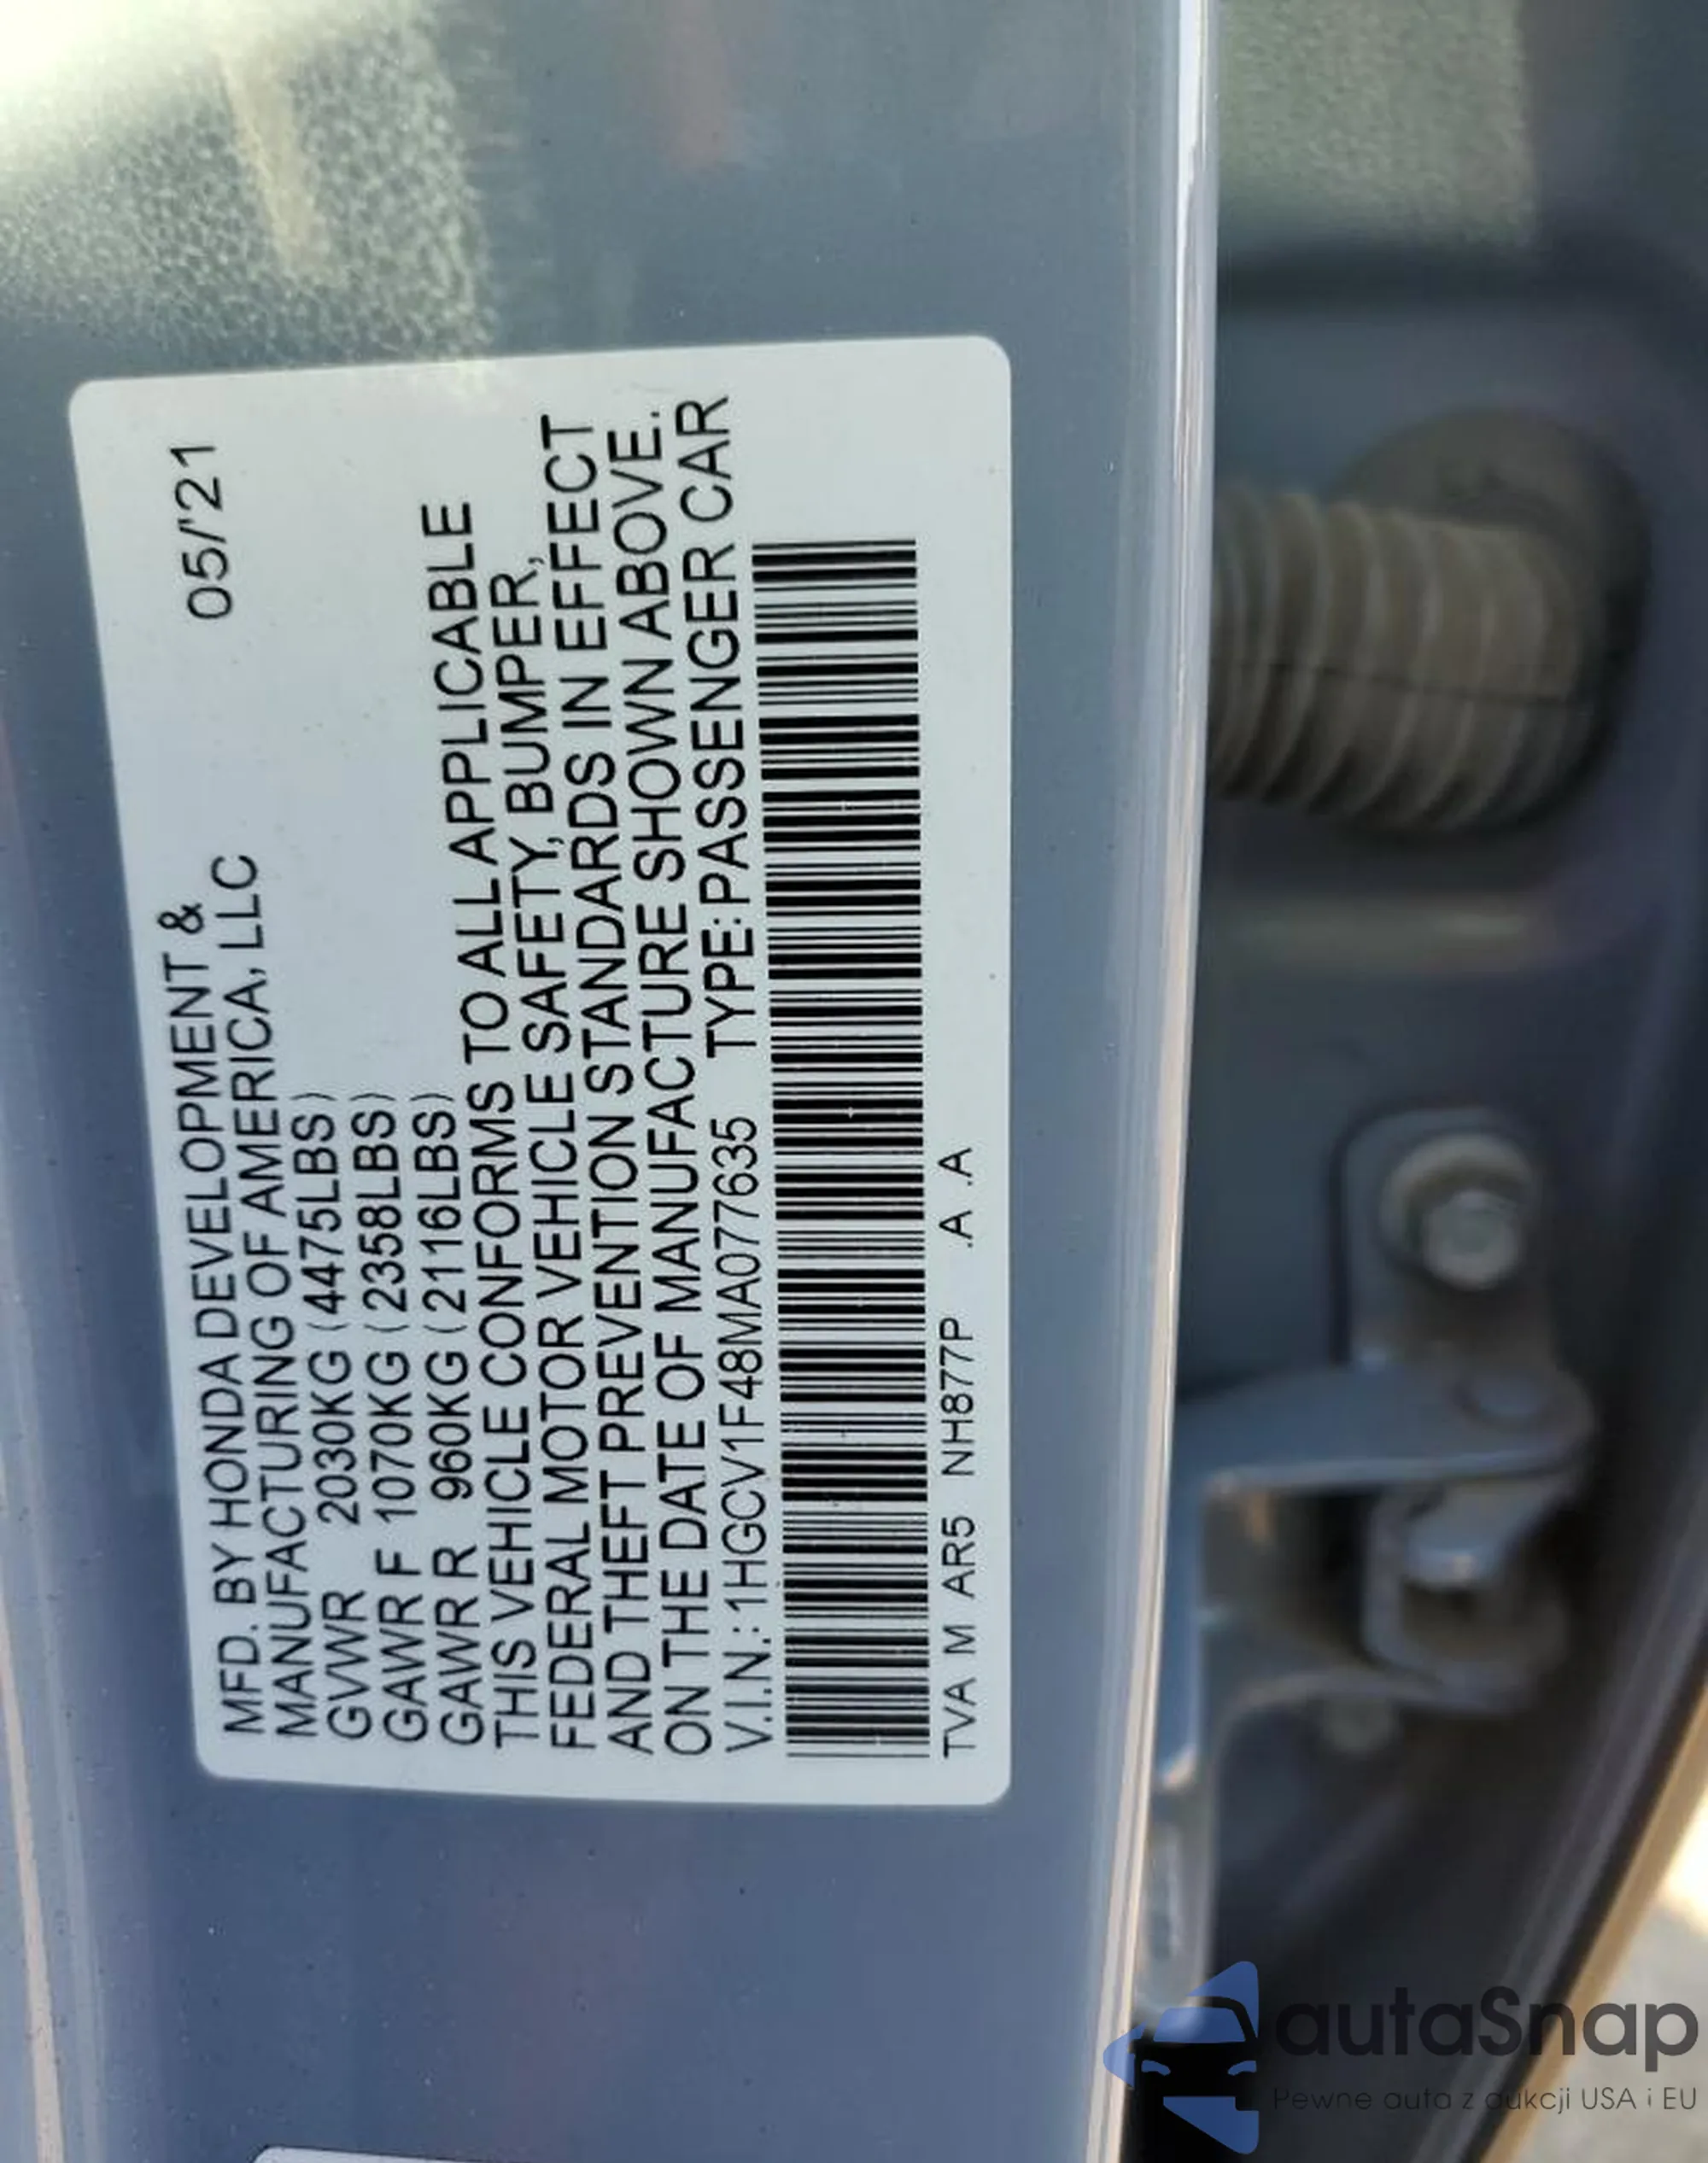 MFD. BY HONDA DEVELOPMENT & 05/'21
MANUFACTURING OF AMERICA, LLC
GVWR 2030KG (4475LBS)
GAWR F 1070KG (2358LBS)
GAWR R 960KG (2116LBS)
THIS VEHICLE CONFORMS TO ALL APPLICABLE
FEDERAL MOTOR VEHICLE SAFETY, BUMPER,
AND THEFT PREVENTION STANDARDS IN EFFECT
ON THE DATE OF MANUFACTURE SHOWN ABOVE.
V.I.N.: 1HGCV1F48MA077635 TYPE: PASSENGER CAR
TVA M AR5 NH877P .A .A
autaSnap
Pewne auta z aukcji USA i EU